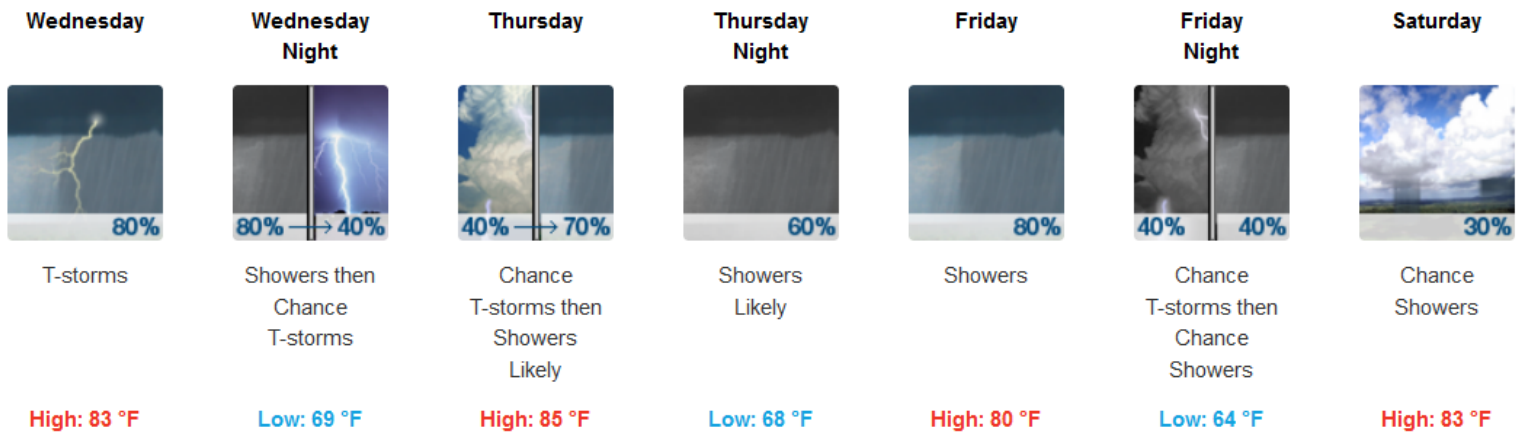 Wednesday
Wednesday
Night
Thursday
Thursday
Night
Friday
Friday
Night
Saturday
80%
80% → 40%
40% → 70%
60%
80%
40% 40%
30%
T-storms
Showers then
Chance
T-storms
Chance
T-storms then
Showers
Likely
Showers
Likely
Showers
Chance
T-storms then
Chance
Showers
Chance
Showers
High: 83 °F
Low: 69 °F
High: 85 °F
Low: 68 °F
High: 80 °F
Low: 64 °F
High: 83 °F